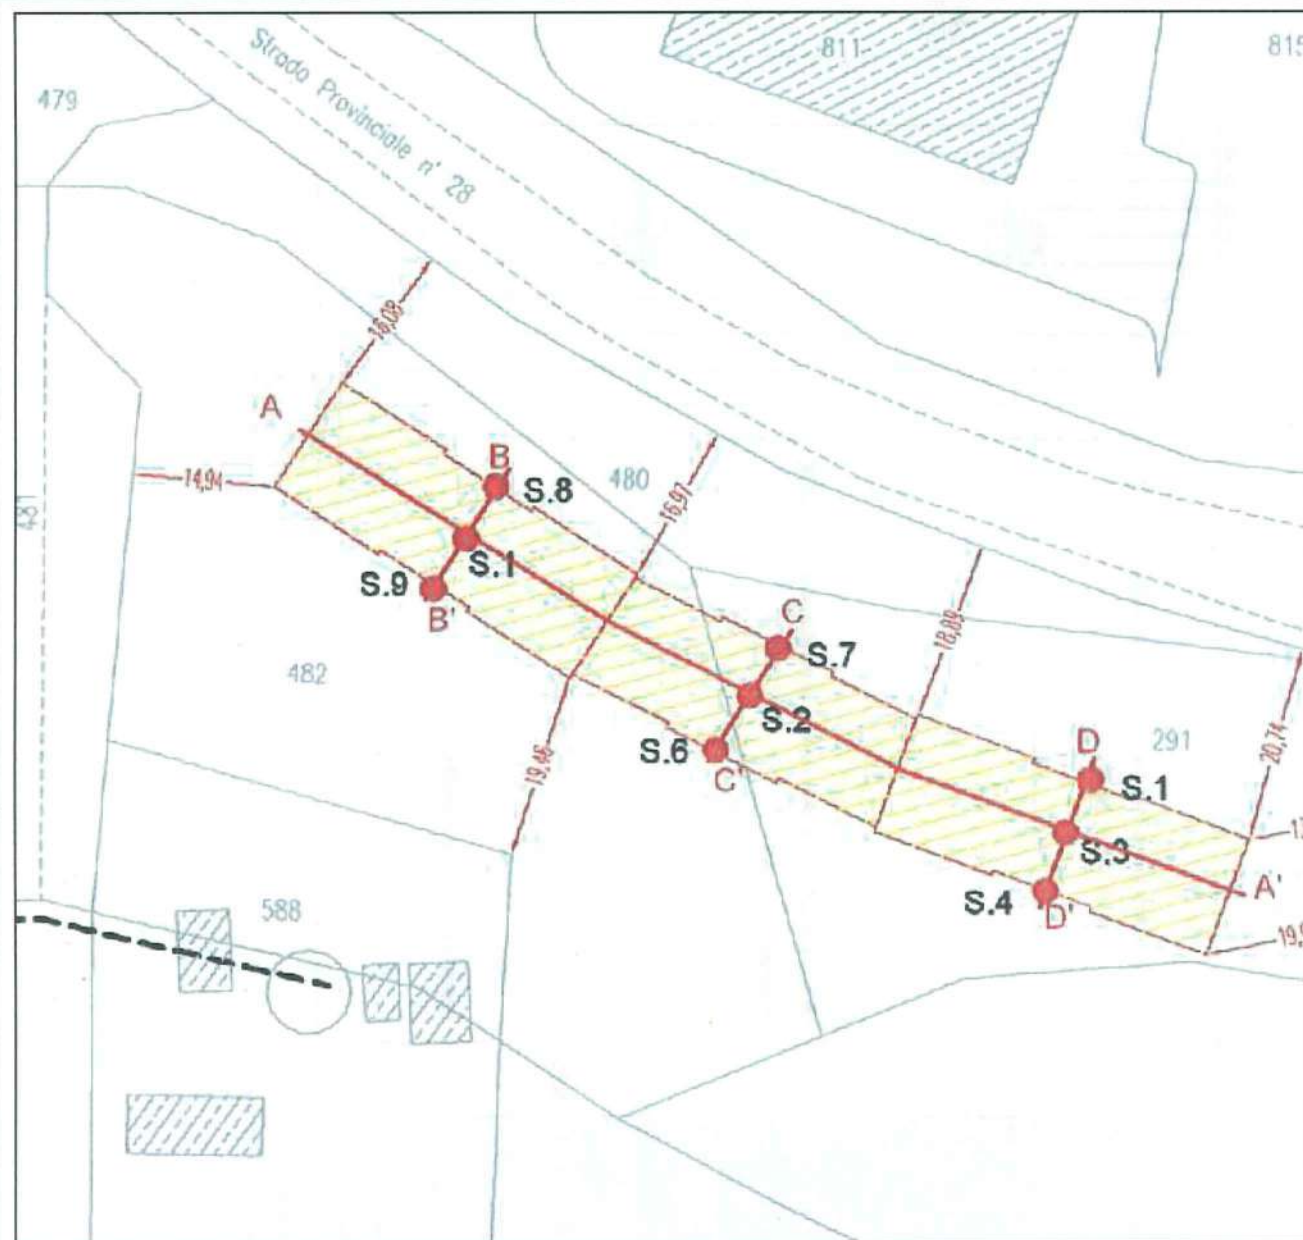 811
815
479
Strada Provinciale n° 28
16,08
A
B
S.8
480
14,94
16,97
481
S.1
S.9
B'
C
S.7
18,89
482
S.2
S.6
C'
D
291
20,74
19,46
S.1
S.3
A'
S.4
D'
588